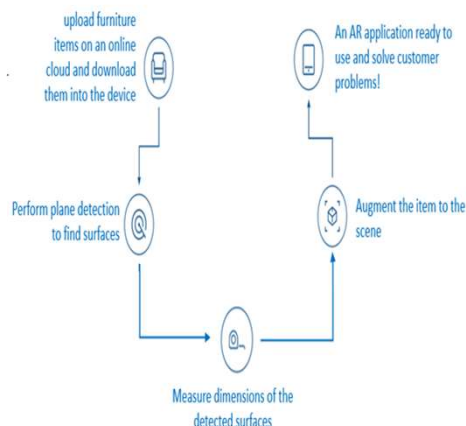 upload furniture
items on an online
cloud and download
them into the device
Perform plane detection
to find surfaces
Measure dimensions of the
detected surfaces
Augment the item to the
scene
An AR application ready to
use and solve customer
problems!